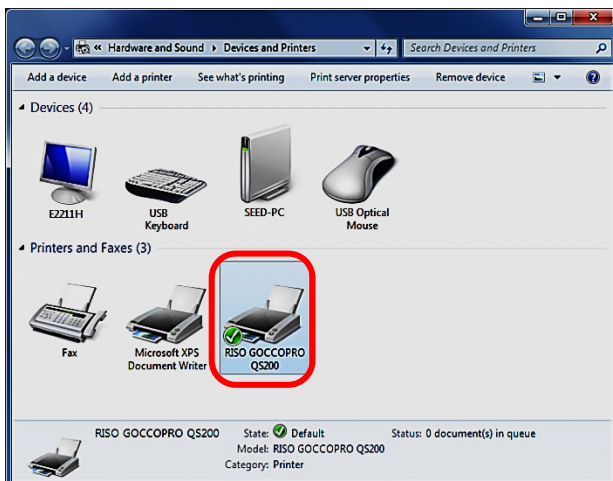 « Hardware and Sound Devices and Printers Search Devices and Printers
Add a device Add a printer See what's printing Print server properties Remove device
Devices (4)
E2211H USB Keyboard SEED-PC USB Optical Mouse
Printers and Faxes (3)
Fax Microsoft XPS Document Writer RISO GOCCOPRO QS200
RISO GOCCOPRO QS200 State: Default Status: 0 document(s) in queue
Model: RISO GOCCOPRO QS200
Category: Printer